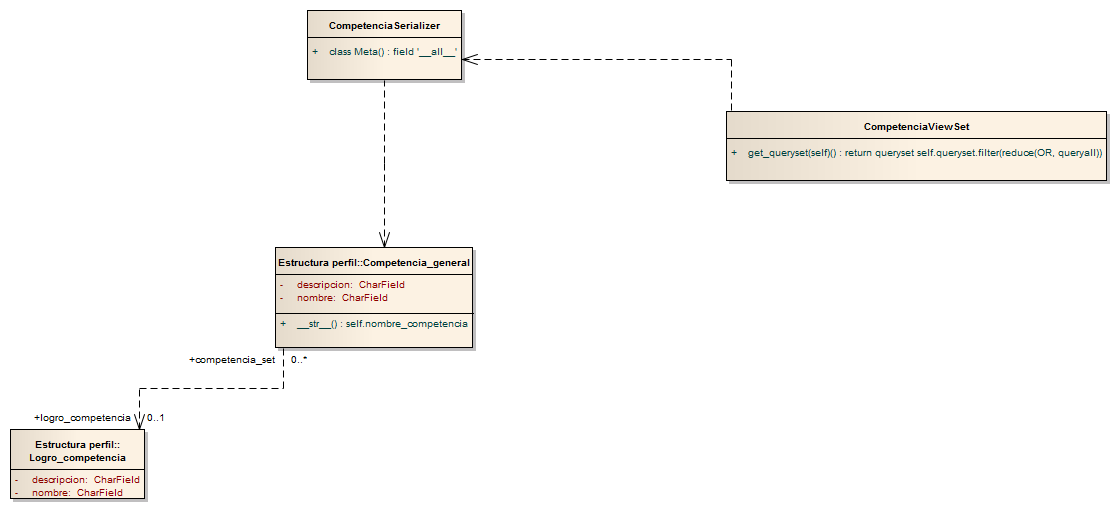 CompetenciaSerializer
+ class Meta() : field '__all__'
CompetenciaViewSet
+ get_queryset(self)() : return queryset self.queryset.filter(reduce(OR, queryall))
Estructura perfil::Competencia_general
- descripcion: CharField
- nombre: CharField
+ __str__() : self.nombre_competencia
+competencia_set 0..*
+logro_competencia 0..1
Estructura perfil::
Logro_competencia
- descripcion: CharField
- nombre: CharField